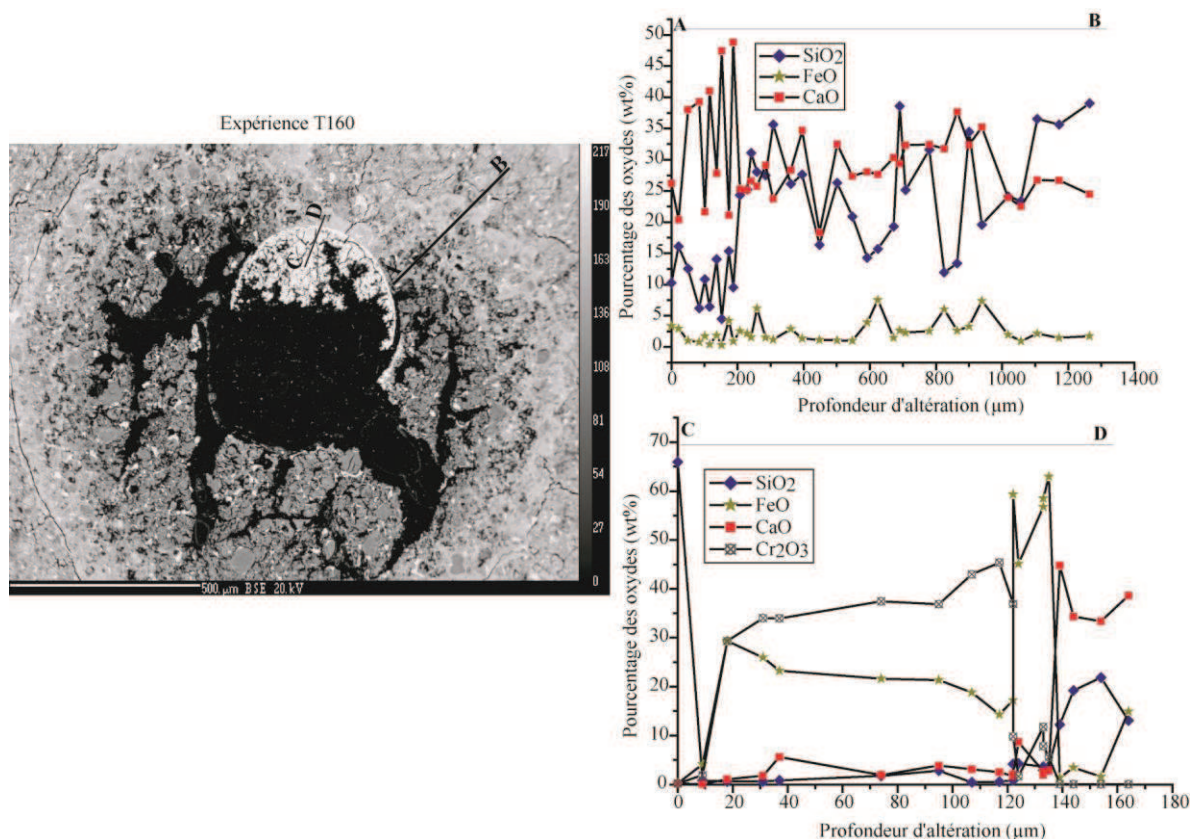 Expérience T160
B
C
D
217
190
163
136
108
81
54
27
0
500.µm BSE 20.kV
A
B
SiO2
FeO
CaO
Pourcentage des oxydes (wt%)
50
45
40
35
30
25
20
15
10
5
0
0 200 400 600 800 1000 1200 1400
Profondeur d'altération (µm)
C
D
SiO2
FeO
CaO
Cr2O3
Pourcentage des oxydes (wt%)
70
60
50
40
30
20
10
0
0 20 40 60 80 100 120 140 160
Profondeur d'altération (µm)